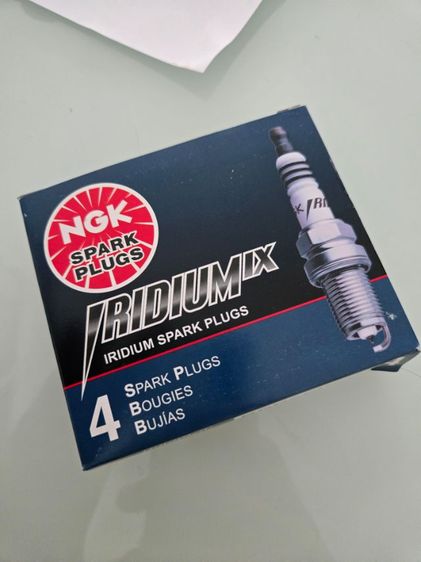 NGK
SPARK
PLUGS
IRIDIUM IX
IRIDIUM SPARK PLUGS
4
SPARK PLUGS
BOUGIES
BUJÍAS